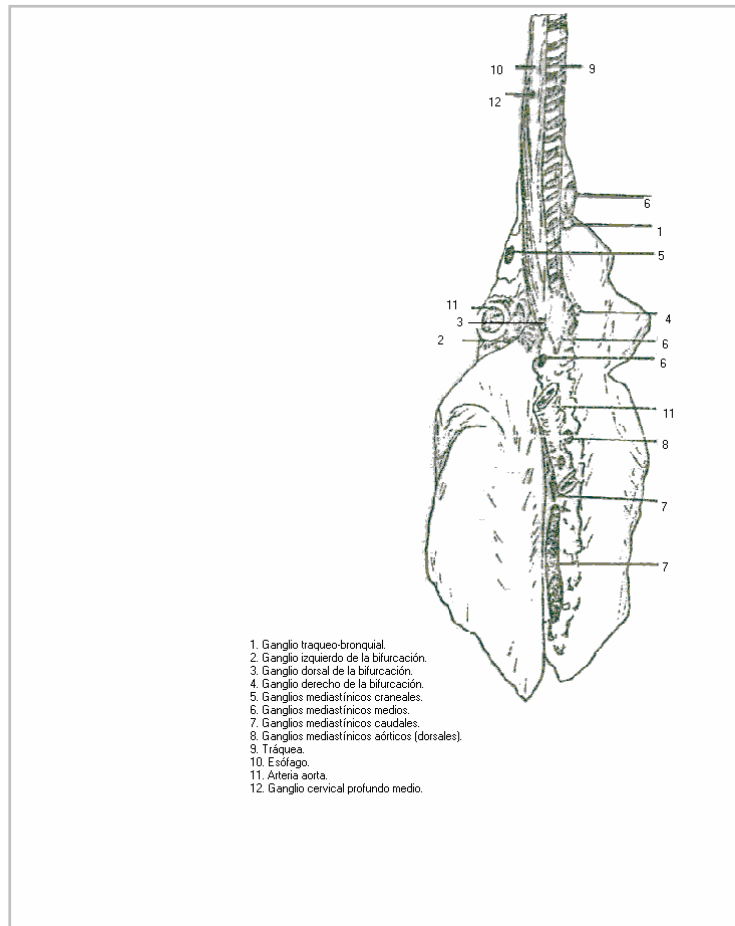 10
9
12
6
1
5
11
4
3
2
6
6
11
8
7
7
1. Ganglio traqueo-bronquial.
2. Ganglio izquierdo de la bifurcación.
3. Ganglio dorsal de la bifurcación.
4. Ganglio derecho de la bifurcación.
5. Ganglios mediastínicos craneales.
6. Ganglios mediastínicos medios.
7. Ganglios mediastínicos caudales.
8. Ganglios mediastínicos aórticos (dorsales).
9. Tráquea.
10. Esófago.
11. Arteria aorta.
12. Ganglio cervical profundo medio.